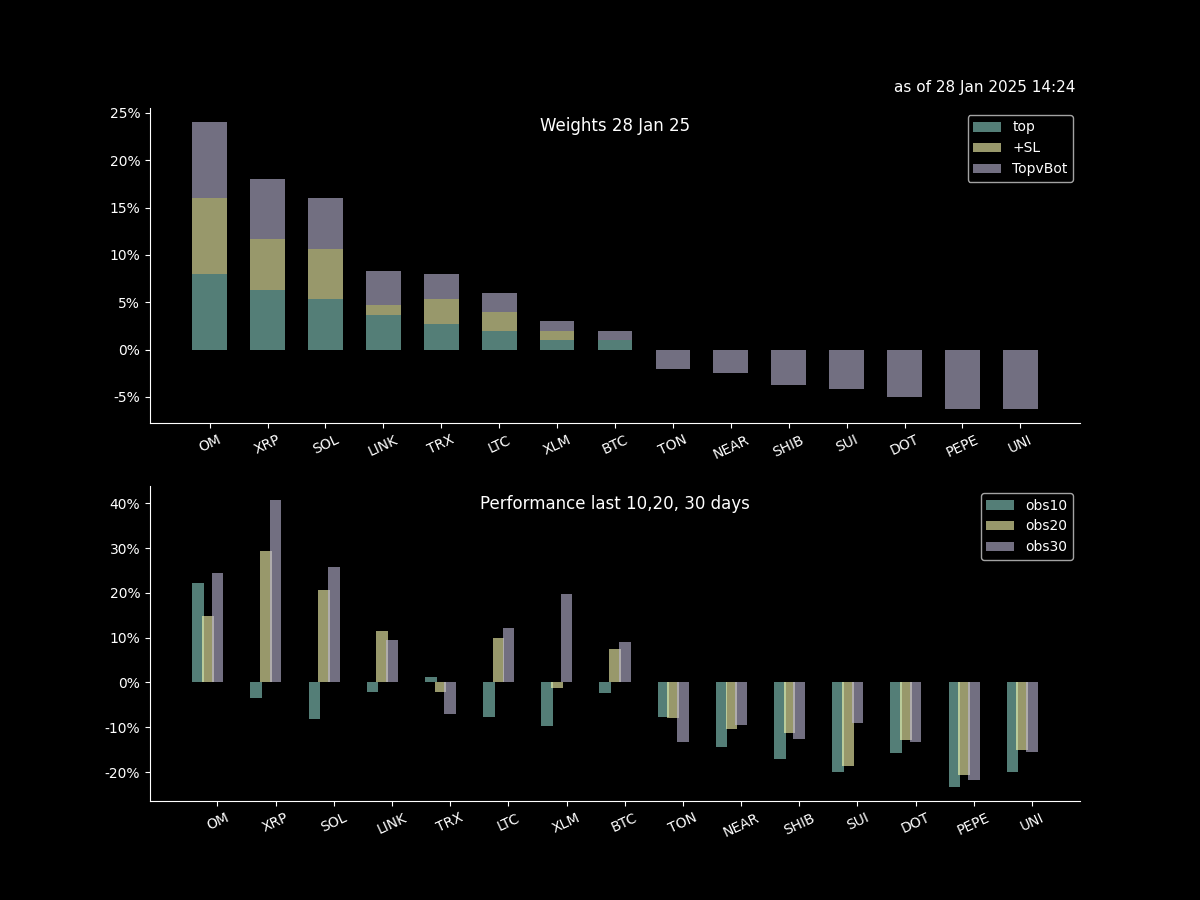 as of 28 Jan 2025 14:24
Weights 28 Jan 25
top
+SL
TopvBot
25%
20%
15%
10%
5%
0%
-5%
OM XRP SOL LINK TRX LTC XLM BTC TON NEAR SHIB SUI DOT PEPE UNI
Performance last 10,20, 30 days
obs10
obs20
obs30
40%
30%
20%
10%
0%
-10%
-20%
OM XRP SOL LINK TRX LTC XLM BTC TON NEAR SHIB SUI DOT PEPE UNI